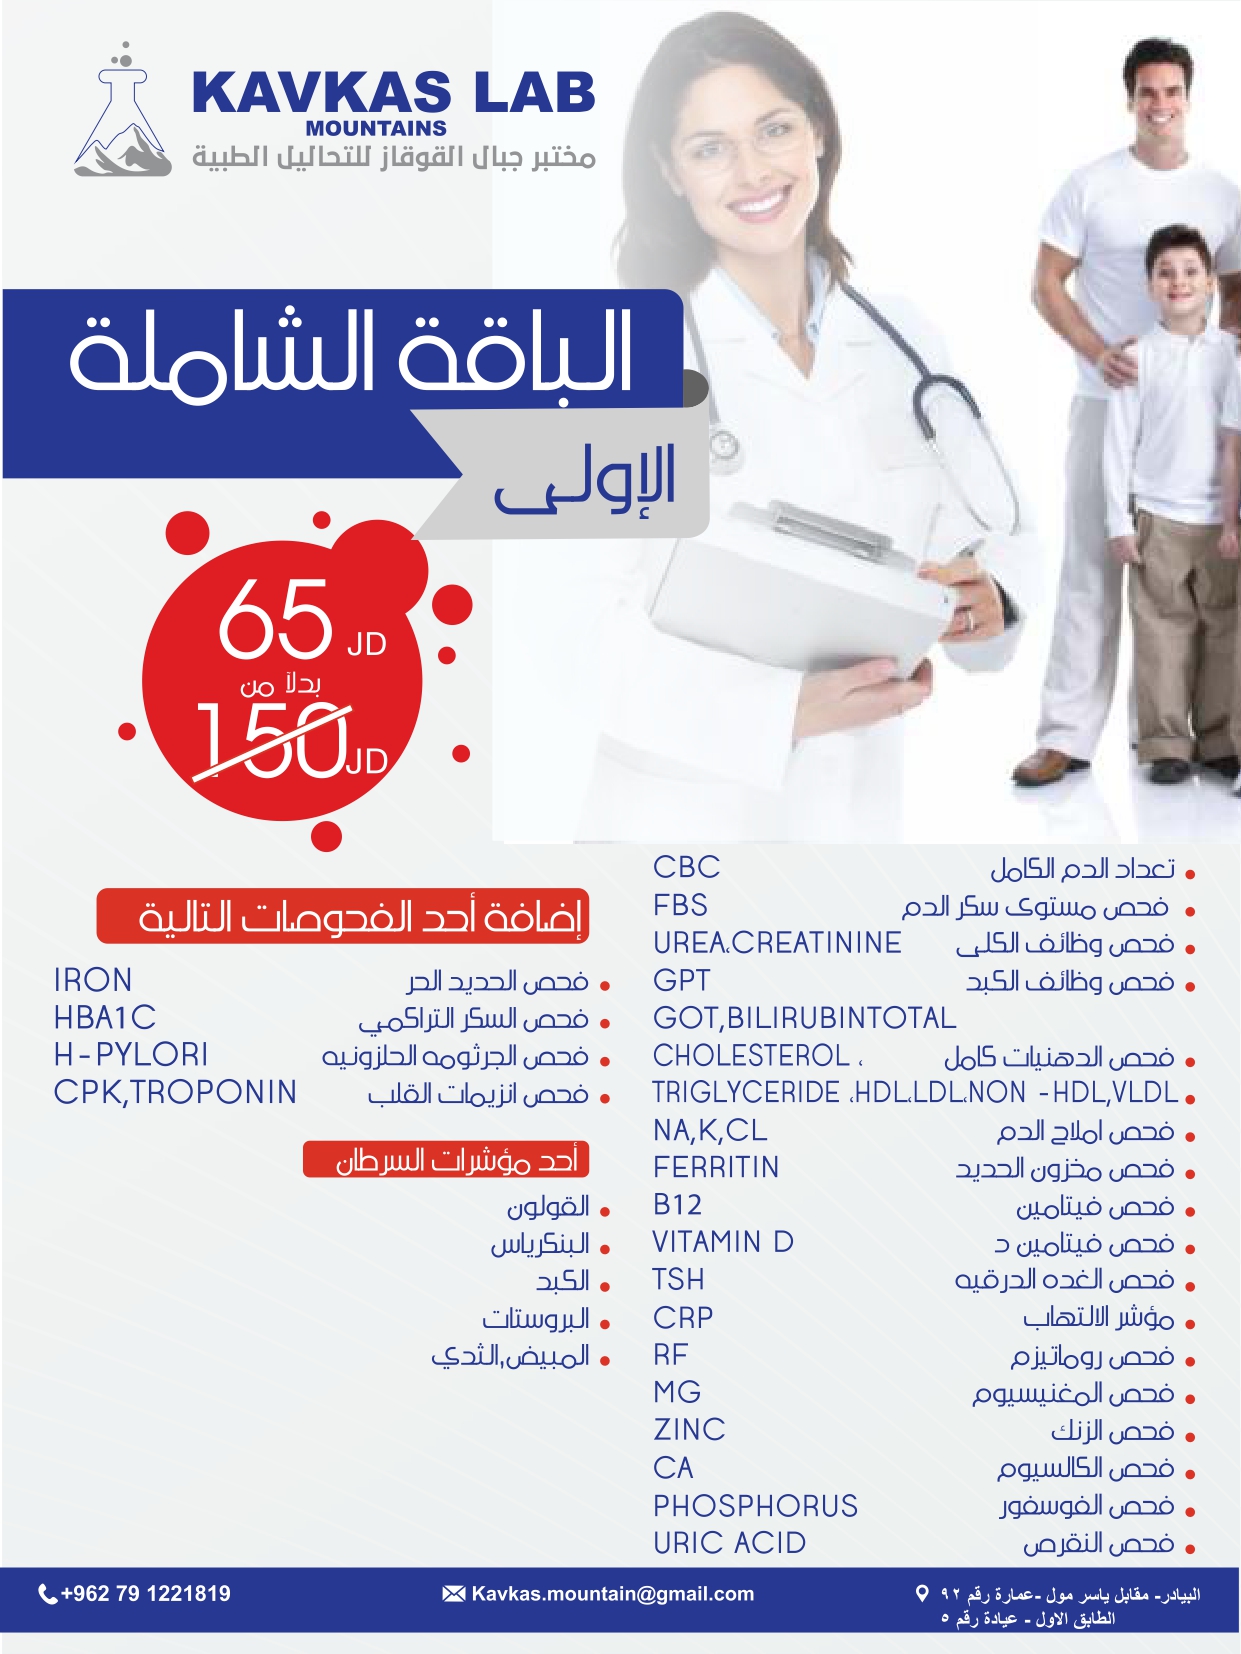 KAVKAS LAB
MOUNTAINS
مختبر جبال القوقاز للتحاليل الطبية
الباقة الشاملة
الإولى
65 JD
بدلاً من
150 JD
تعداد الدم الكامل CBC
فحص مستوى سكر الدم FBS
فحص وظائف الكلى UREA،CREATININE
فحص وظائف الكبد GPT
GOT,BILIRUBINTOTAL
فحص الدهنيات كامل CHOLESTEROL ،
TRIGLYCERIDE ،HDL،LDL،NON -HDL,VLDL
فحص املاح الدم NA,K,CL
فحص مخزون الحديد FERRITIN
فحص فيتامين B12
فحص فيتامين د VITAMIN D
فحص الغده الدرقيه TSH
مؤشر الالتهاب CRP
فحص روماتيزم RF
فحص المغنيسيوم MG
فحص الزنك ZINC
فحص الكالسيوم CA
فحص الفوسفور PHOSPHORUS
فحص النقرص URIC ACID
إضافة أحد الفحوصات التالية
فحص الحديد الحر IRON
فحص السكر التراكمي HBA1C
فحص الجرثومه الحلزونيه H-PYLORI
فحص انزيمات القلب CPK,TROPONIN
أحد مؤشرات السرطان
القولون
البنكرياس
الكبد
البروستات
المبيض,الثدي
+962 79 1221819
Kavkas.mountain@gmail.com
البيادر- مقابل ياسر مول -عمارة رقم ٩٢
الطابق الاول - عيادة رقم ٥